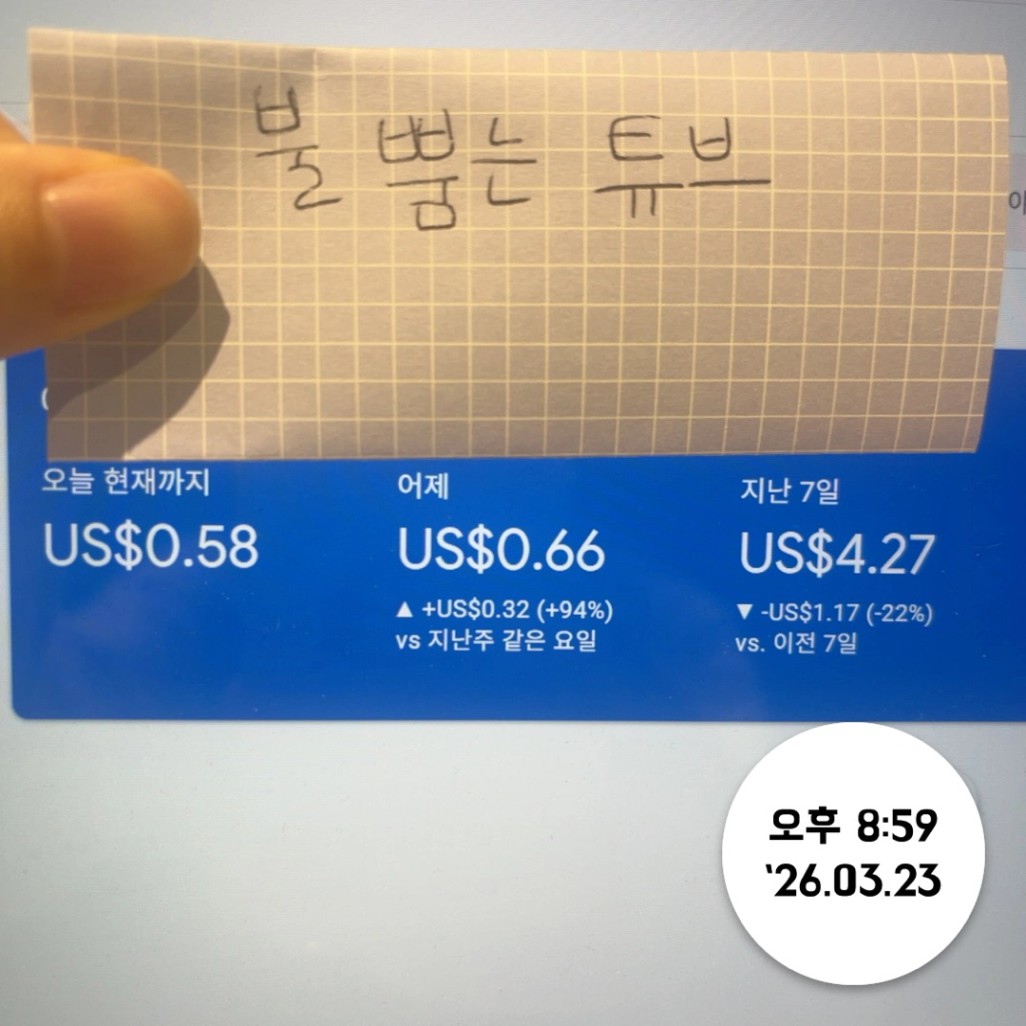 불 뿜는 튜브
오늘 현재까지
US$0.58
어제
US$0.66
▲ +US$0.32 (+94%)
vs 지난주 같은 요일
지난 7일
US$4.27
▼ -US$1.17 (-22%)
vs. 이전 7일
오후 8:59
‘26.03.23